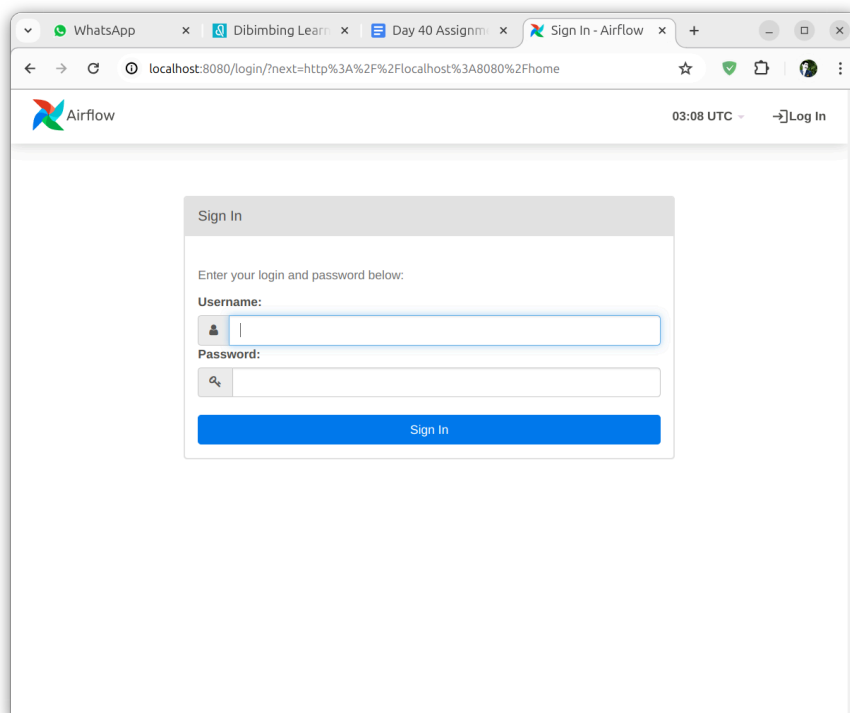 WhatsApp
Dibimbing Learn
Day 40 Assignm
Sign In - Airflow
localhost:8080/login/?next=http%3A%2F%2Flocalhost%3A8080%2Fhome
Airflow
03:08 UTC
Log In
Sign In
Enter your login and password below:
Username:
Password:
Sign In